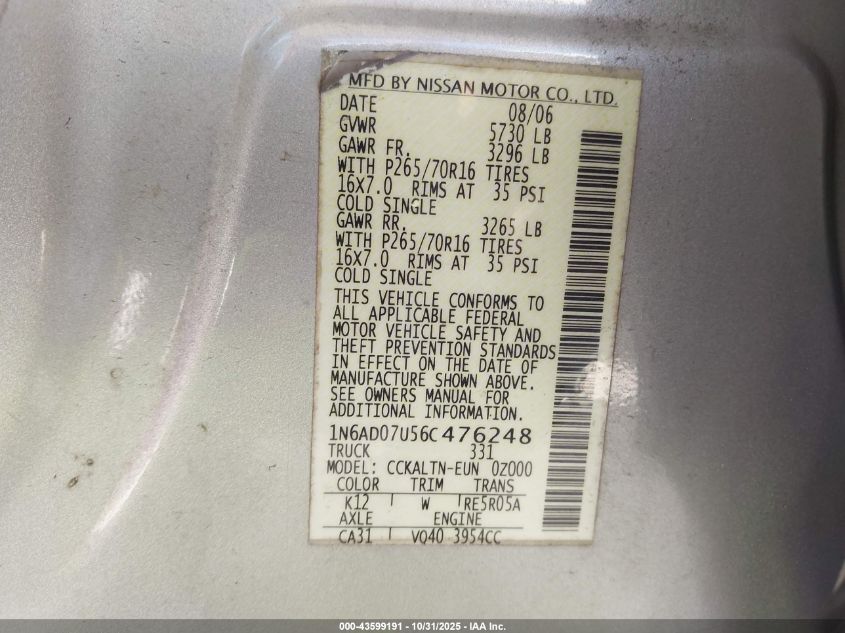 MFD BY NISSAN MOTOR CO., LTD.
DATE 08/06
GVWR 5730 LB
GAWR FR. 3296 LB
WITH P265/70R16 TIRES
16X7.0 RIMS AT 35 PSI
COLD SINGLE
GAWR RR. 3265 LB
WITH P265/70R16 TIRES
16X7.0 RIMS AT 35 PSI
COLD SINGLE
THIS VEHICLE CONFORMS TO
ALL APPLICABLE FEDERAL
MOTOR VEHICLE SAFETY AND
THEFT PREVENTION STANDARDS
IN EFFECT ON THE DATE OF
MANUFACTURE SHOWN ABOVE.
SEE OWNERS MANUAL FOR
ADDITIONAL INFORMATION.
1N6AD07U56C476248
TRUCK 331
MODEL: CCKALTN-EUN 0Z000
COLOR TRIM TRANS
K12 W RE5R05A
AXLE ENGINE
CA31 VQ40 3954CC
000-43599191 - 10/31/2025 - IAA Inc.